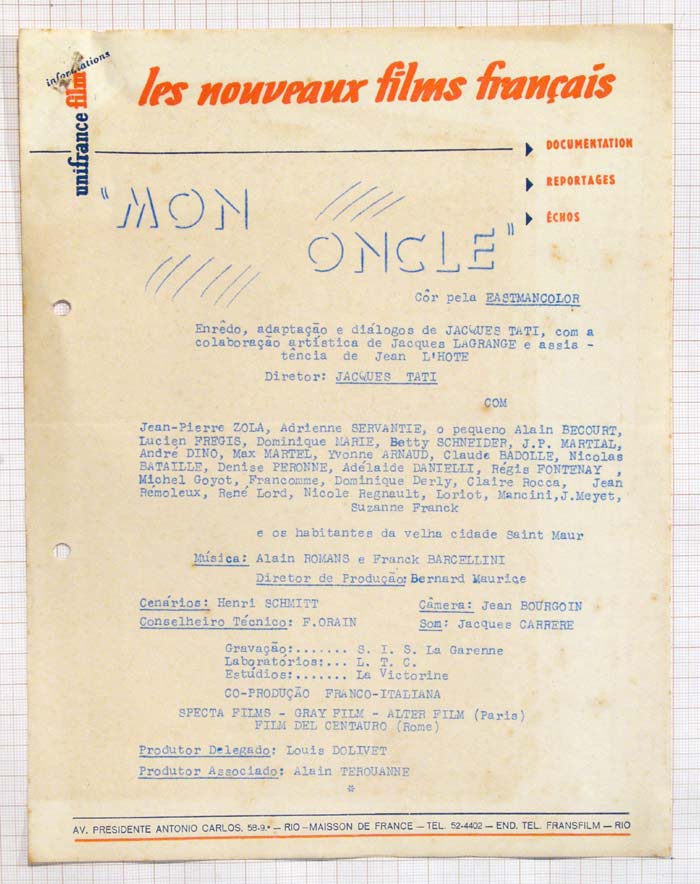 informations
unifrance film
les nouveaux films français
DOCUMENTATION
REPORTAGES
ÉCHOS
"MON
ONCLE"
Côr pela EASTMANCOLOR
Enrêdo, adaptação e diálogos de JACQUES TATI, com a
colaboração artística de Jacques LAGRANGE e assis -
tência de Jean L'HOTE
Diretor: JACQUES TATI
COM
Jean-Pierre ZOLA, Adrienne SERVANTIE, o pequeno Alain BECOURT,
Lucien FREGIS, Dominique MARIE, Betty SCHNEIDER, J.P. MARTIAL,
André DINO, Max MARTEL, Yvonne ARNAUD, Claude BADOLLE, Nicolas
BATAILLE, Denise PERONNE, Adélaide DANIELLI, Régis FONTENAY ,
Michel Goyot, Francomme, Dominique Derly, Claire Rocca, Jean
Rémoleux, René Lord, Nicole Regnault, Loriot, Mancini,J.Meyet,
Suzanne Franck
e os habitantes da velha cidade Saint Maur
Música: Alain ROMANS e Franck BARCELLINI
Diretor de Produção: Bernard Maurice
Cenários: Henri SCHMITT Câmera: Jean BOURGOIN
Conselheiro Técnico: F.ORAIN Som: Jacques CARRERE
Gravação:....... S. I. S. La Garenne
Laboratórios:... L. T. C.
Estúdios:....... La Victorine
CO-PRODUÇÃO FRANCO-ITALIANA
SPECTA FILMS - GRAY FILM - ALTER FILM (Paris)
FILM DEL CENTAURO (Rome)
Produtor Delegado: Louis DOLIVET
Produtor Associado: Alain TEROUANNE
*
AV. PRESIDENTE ANTONIO CARLOS, 58-9.º — RIO – MAISSON DE FRANCE — TEL. 52-4402 — END. TEL. FRANSFILM — RIO